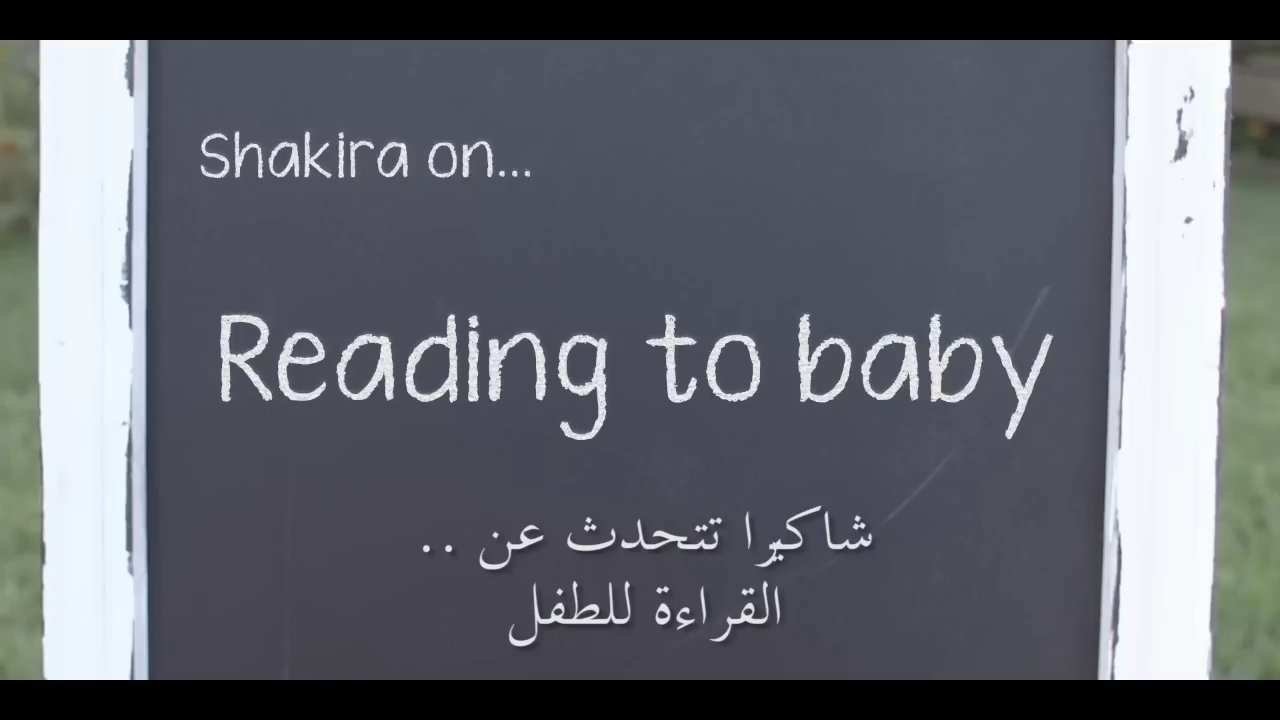 Shakira on...
Reading to baby
شاكيرا تتحدث عن ..
القراءة للطفل